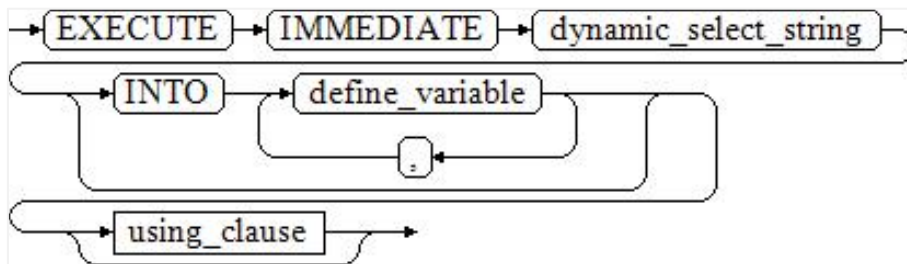 EXECUTE IMMEDIATE dynamic_select_string
INTO define_variable
,
using_clause